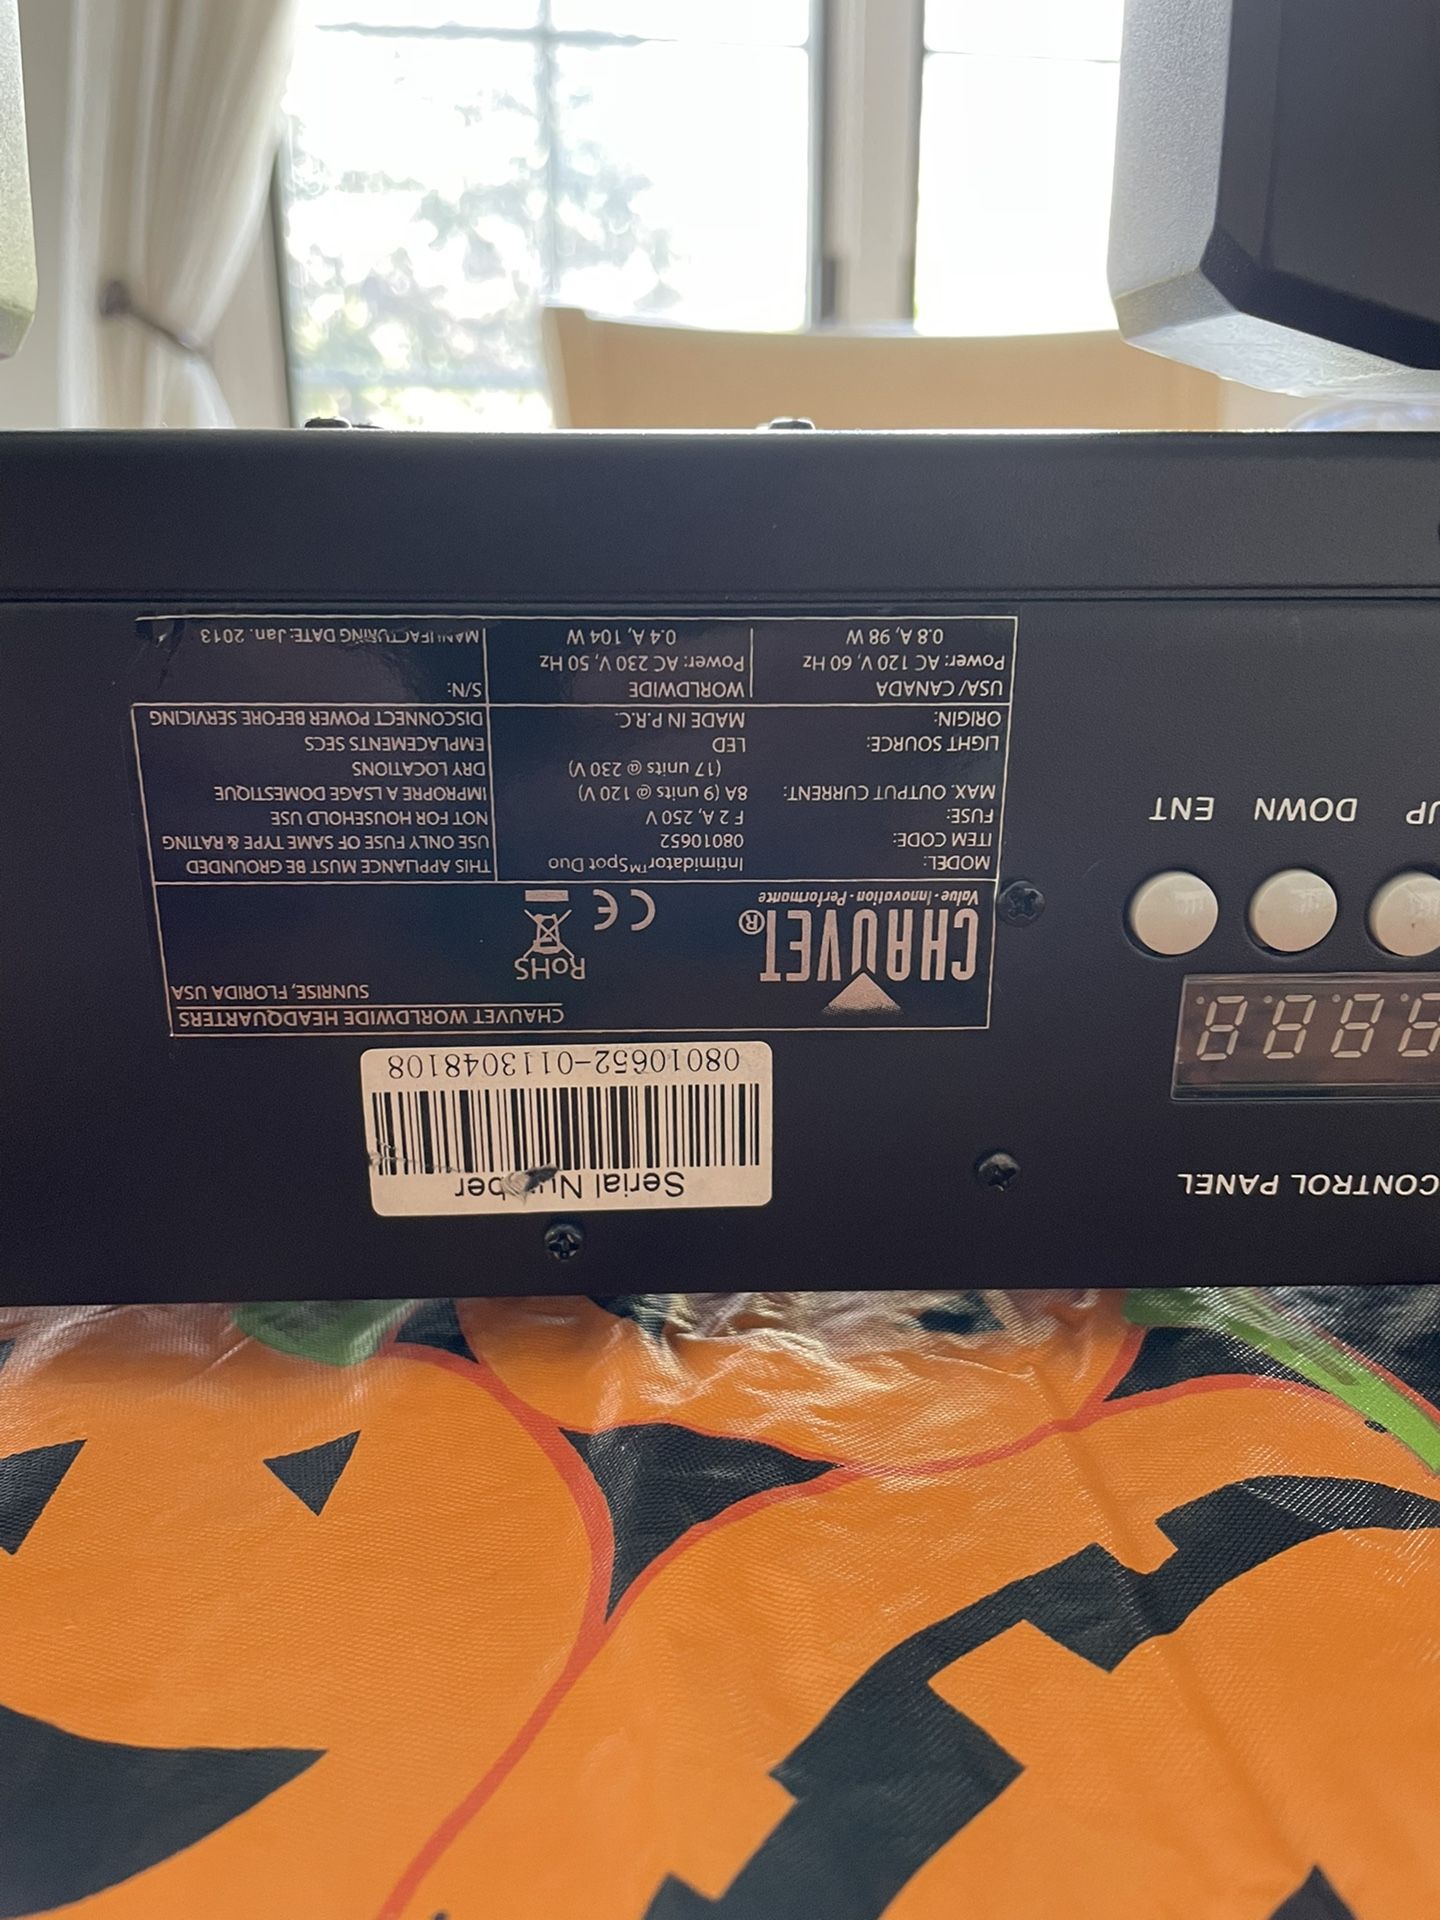 CONTROL PANEL
8888
UP DOWN ENT
Serial Number
08010652-0113048108
CHAUVET®
Value · Innovation · Performance
RoHS
CE
CHAUVET WORLDWIDE HEADQUARTERS
SUNRISE, FLORIDA USA
MODEL: Intimidator™Spot Duo
ITEM CODE: 08010652
FUSE: F 2 A, 250 V
MAX. OUTPUT CURRENT: 8A (9 units @ 120 V)
(17 units @ 230 V)
LIGHT SOURCE: LED
ORIGIN: MADE IN P.R.C.
THIS APPLIANCE MUST BE GROUNDED
USE ONLY FUSE OF SAME TYPE & RATING
NOT FOR HOUSEHOLD USE
IMPROPRE A LSAGE DOMESTIQUE
DRY LOCATIONS
EMPLACEMENTS SECS
DISCONNECT POWER BEFORE SERVICING
USA/CANADA
Power: AC 120 V, 60 Hz
0.8 A, 98 W
WORLDWIDE
Power: AC 230 V, 50 Hz
0.4 A, 104 W
S/N:
MANUFACTURING DATE: Jan. 2013